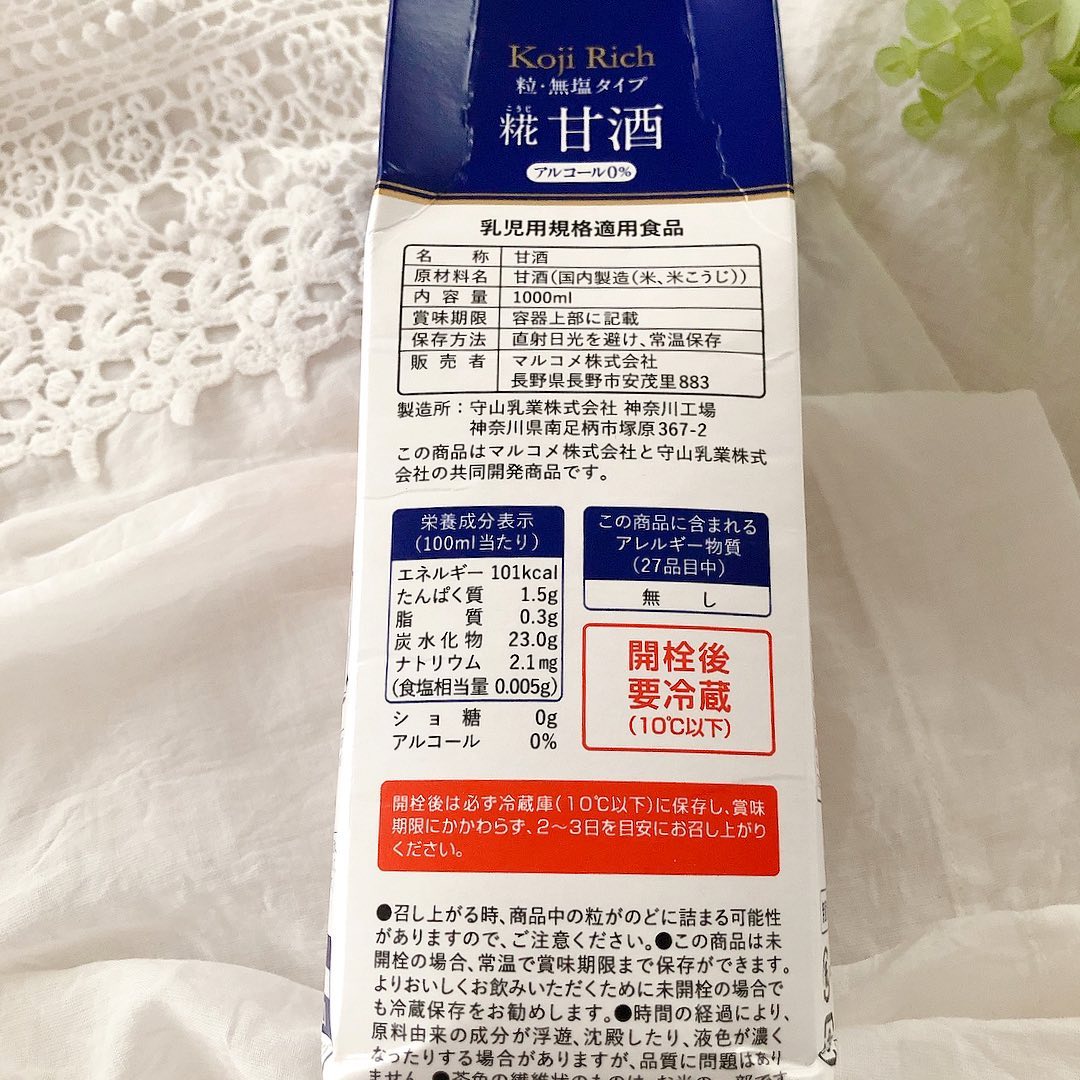 Koji Rich
粒・無塩タイプ
こうじ
糀甘酒
アルコール0%
乳児用規格適用食品
名称 甘酒
原材料名 甘酒(国内製造(米、米こうじ))
内容量 1000ml
賞味期限 容器上部に記載
保存方法 直射日光を避け、常温保存
販売者 マルコメ株式会社
長野県長野市安茂里883
製造所:守山乳業株式会社 神奈川工場
神奈川県南足柄市塚原367-2
この商品はマルコメ株式会社と守山乳業株式
会社の共同開発商品です。
栄養成分表示
(100ml当たり)
エネルギー 101kcal
たんぱく質 1.5g
脂質 0.3g
炭水化物 23.0g
ナトリウム 2.1mg
(食塩相当量 0.005g)
ショ糖 0g
アルコール 0%
この商品に含まれる
アレルギー物質
(27品目中)
無し
開栓後
要冷蔵
(10℃以下)
開栓後は必ず冷蔵庫(10℃以下)に保存し、賞味
期限にかかわらず、2〜3日を目安にお召し上がり
ください。
●召し上がる時、商品中の粒がのどに詰まる可能性
がありますので、ご注意ください。●この商品は未
開栓の場合、常温で賞味期限まで保存ができます。
よりおいしくお飲みいただくために未開栓の場合で
も冷蔵保存をお勧めします。●時間の経過により、
原料由来の成分が浮遊、沈殿したり、液色が濃く
なったりする場合がありますが、品質に問題はあり
ません。●茶色の繊維状のものは、お米の一部です